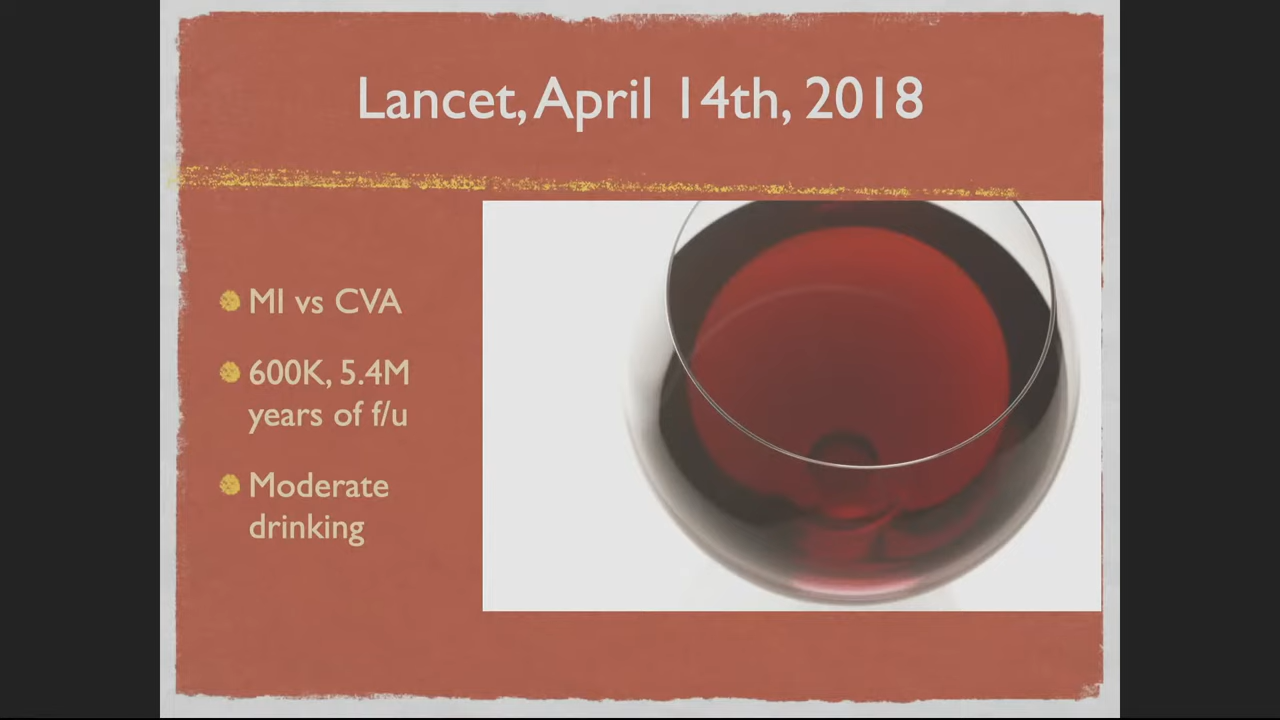 Lancet, April 14th, 2018
MI vs CVA
600K, 5.4M
years of f/u
Moderate
drinking